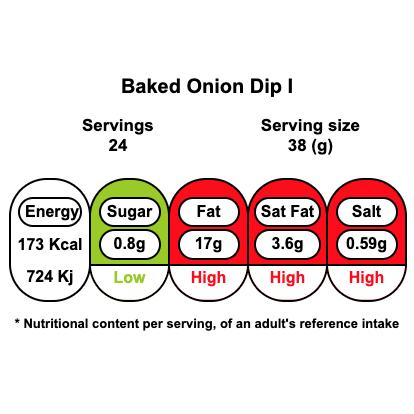 Baked Onion Dip I
Servings Serving size
24 38 (g)
Energy Sugar Fat Sat Fat Salt
173 Kcal 0.8g 17g 3.6g 0.59g
724 Kj Low High High High
* Nutritional content per serving, of an adult's reference intake